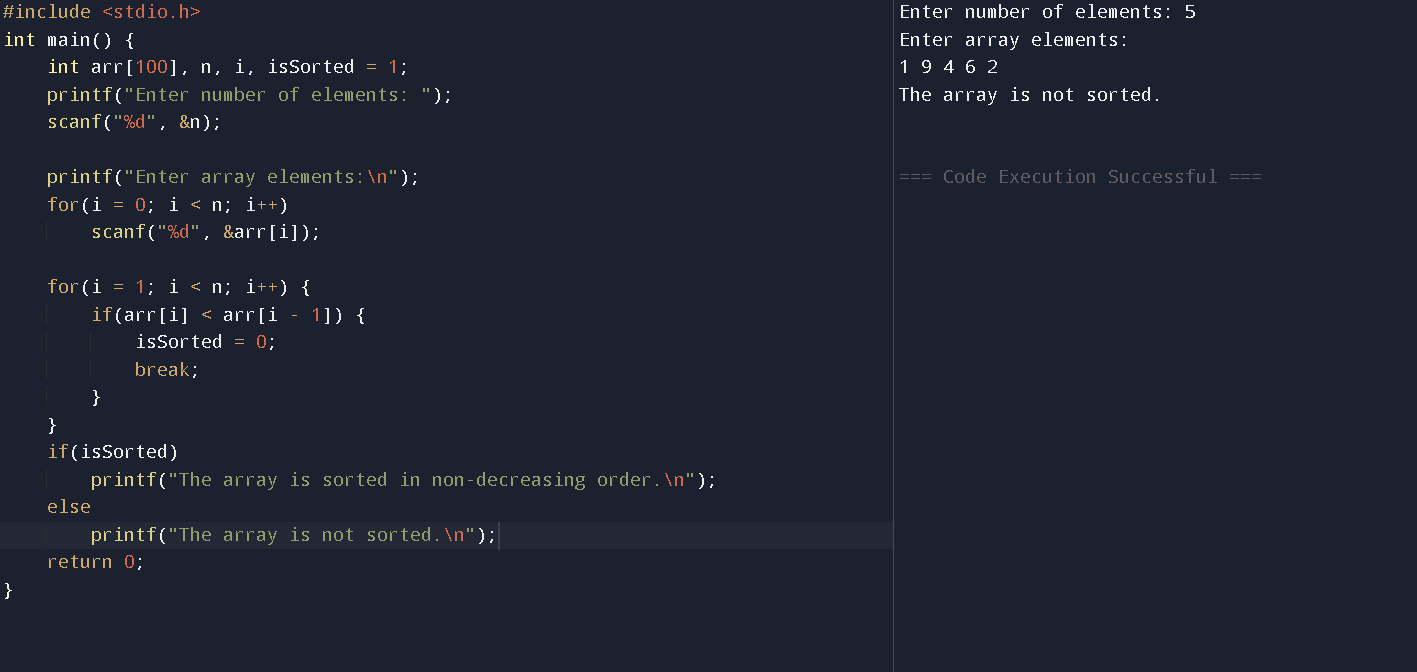 #include <stdio.h>
int main() {
    int arr[100], n, i, isSorted = 1;
    printf("Enter number of elements: ");
    scanf("%d", &n);

    printf("Enter array elements:\n");
    for(i = 0; i < n; i++)
        scanf("%d", &arr[i]);

    for(i = 1; i < n; i++) {
        if(arr[i] < arr[i - 1]) {
            isSorted = 0;
            break;
        }
    }
    if(isSorted)
        printf("The array is sorted in non-decreasing order.\n");
    else
        printf("The array is not sorted.\n");
    return 0;
}
Enter number of elements: 5
Enter array elements:
1 9 4 6 2
The array is not sorted.

=== Code Execution Successful ===